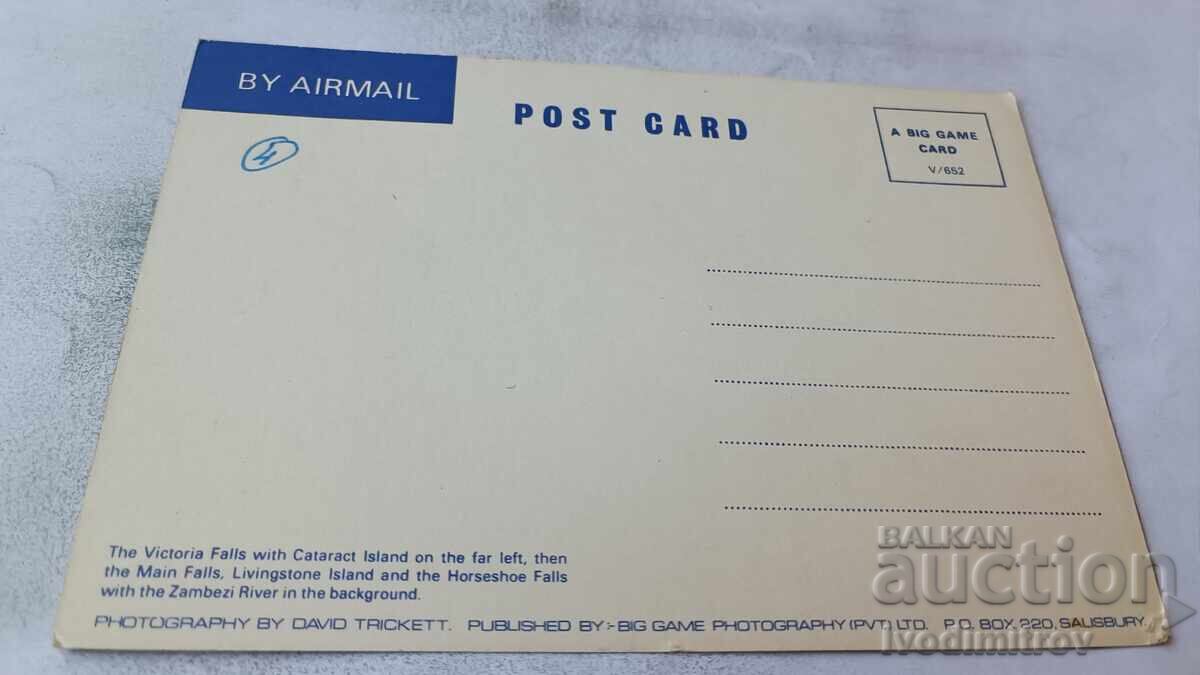 BY AIRMAIL
POST CARD
A BIG GAME
CARD
V/652
4
The Victoria Falls with Cataract Island on the far left, then
the Main Falls, Livingstone Island and the Horseshoe Falls
with the Zambezi River in the background.
PHOTOGRAPHY BY DAVID TRICKETT. PUBLISHED BY:- BIG GAME PHOTOGRAPHY (PVT) LTD. P.O. BOX 220, SALISBURY.
BALKAN
auction
ivodimitrov